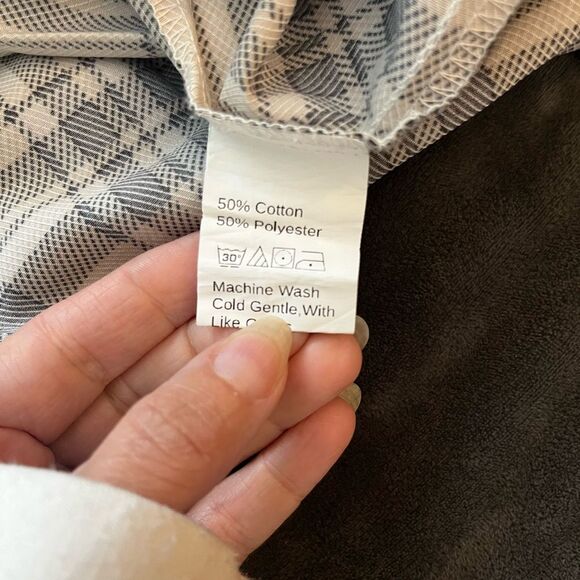 50% Cotton
50% Polyester
30
Machine Wash
Cold Gentle,With
Like